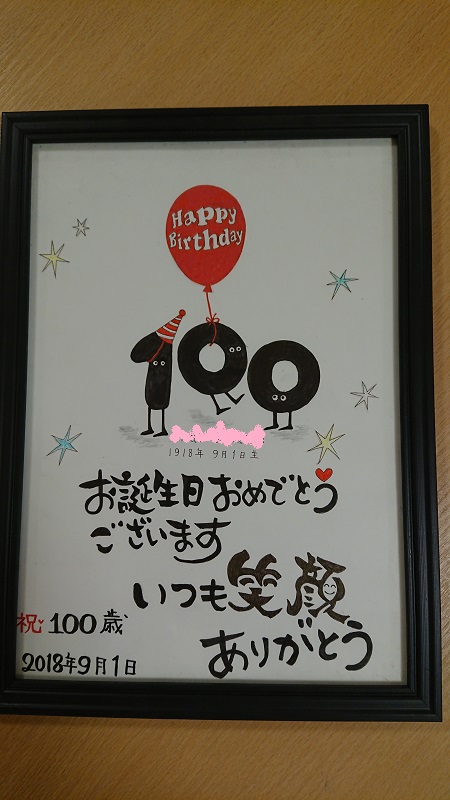 Happy
Birthday
100
1918年 9月1日生
お誕生日おめでとう
ございます
いつも笑顔
ありがとう
祝 100歳
2018年9月1日